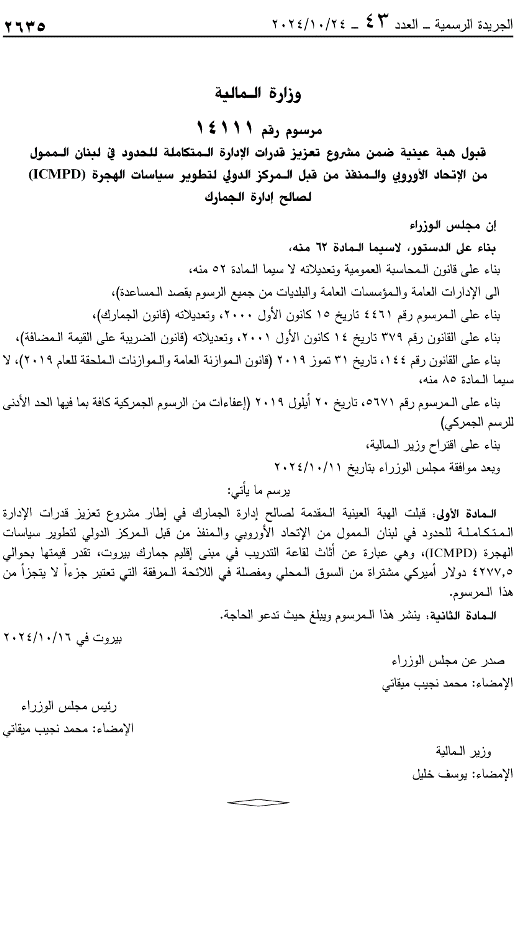 الجريدة الرسمية ــ العدد ٤٣ ــ ٢٠٢٤/١٠/٢٤
٢٦٣٥
وزارة المالية
مرسوم رقم ١٤١١١
قبول هبة عينية ضمن مشروع تعزيز قدرات الإدارة المتكاملة للحدود في لبنان الممول
من الإتحاد الأوروبي والمنفذ من قبل المركز الدولي لتطوير سياسات الهجرة (ICMPD)
لصالح إدارة الجمارك
إن مجلس الوزراء
بناء على الدستور، لاسيما المادة ٦٢ منه،
بناء على قانون المحاسبة العمومية وتعديلاته لا سيما المادة ٥٢ منه،
الى الإدارات العامة والمؤسسات العامة والبلديات من جميع الرسوم بقصد المساعدة)،
بناء على المرسوم رقم ٤٤٦١ تاريخ ١٥ كانون الأول ٢٠٠٠، وتعديلاته (قانون الجمارك)،
بناء على القانون رقم ٣٧٩ تاريخ ١٤ كانون الأول ٢٠٠١، وتعديلاته (قانون الضريبة على القيمة المضافة)،
بناء على القانون رقم ١٤٤، تاريخ ٣١ تموز ٢٠١٩ (قانون الموازنة العامة والموازنات الملحقة للعام ٢٠١٩)، لا
سيما المادة ٨٥ منه،
بناء على المرسوم رقم ٥٦٧١، تاريخ ٢٠ أيلول ٢٠١٩ (إعفاءات من الرسوم الجمركية كافة بما فيها الحد الأدنى
للرسم الجمركي)
بناء على اقتراح وزير المالية،
وبعد موافقة مجلس الوزراء بتاريخ ٢٠٢٤/١٠/١١
يرسم ما يأتي:
المادة الأولى: قبلت الهبة العينية المقدمة لصالح إدارة الجمارك في إطار مشروع تعزيز قدرات الإدارة
المتكاملة للحدود في لبنان الممول من الإتحاد الأوروبي والمنفذ من قبل المركز الدولي لتطوير سياسات
الهجرة (ICMPD)، وهي عبارة عن أثاث لقاعة التدريب في مبنى إقليم جمارك بيروت، تقدر قيمتها بحوالي
٤٢٧٧,٥ دولار أميركي مشتراة من السوق المحلي ومفصلة في اللائحة المرفقة التي تعتبر جزءاً لا يتجزأ من
هذا المرسوم.
المادة الثانية: ينشر هذا المرسوم ويبلغ حيث تدعو الحاجة.
بيروت في ٢٠٢٤/١٠/١٦
صدر عن مجلس الوزراء
الإمضاء: محمد نجيب ميقاتي
رئيس مجلس الوزراء
الإمضاء: محمد نجيب ميقاتي
وزير المالية
الإمضاء: يوسف خليل